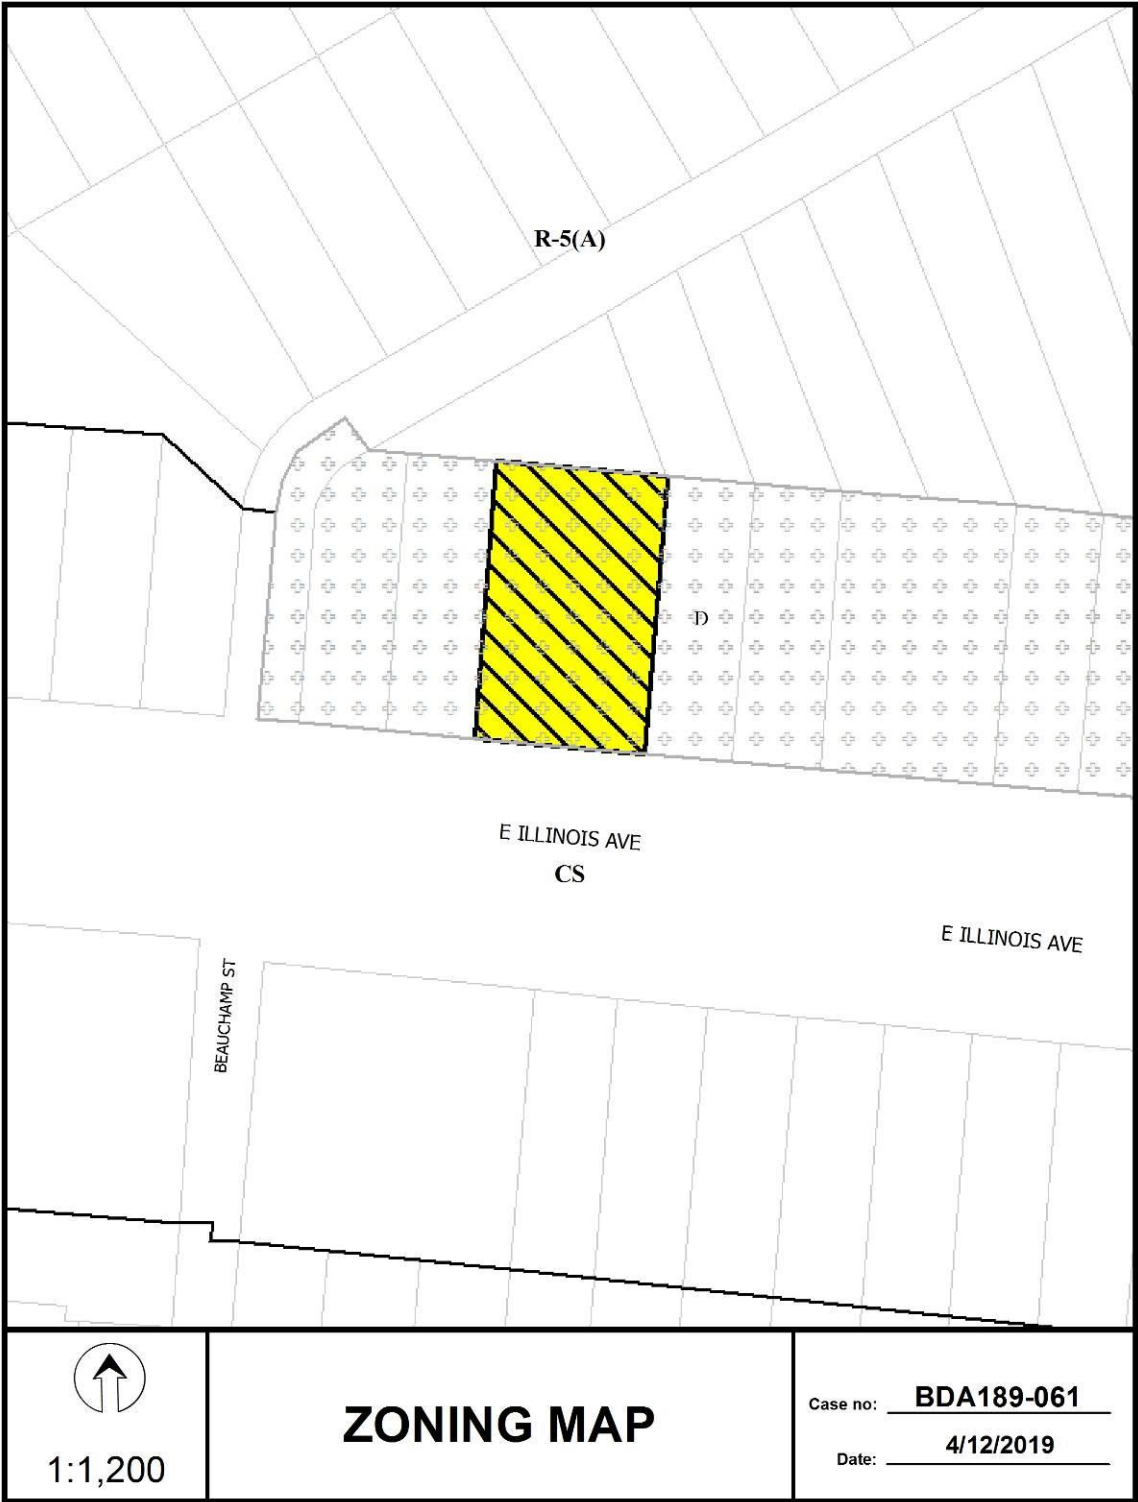 R-5(A)
D
E ILLINOIS AVE
CS
E ILLINOIS AVE
BEAUCHAMP ST
1:1,200
ZONING MAP
Case no: BDA189-061
Date: 4/12/2019